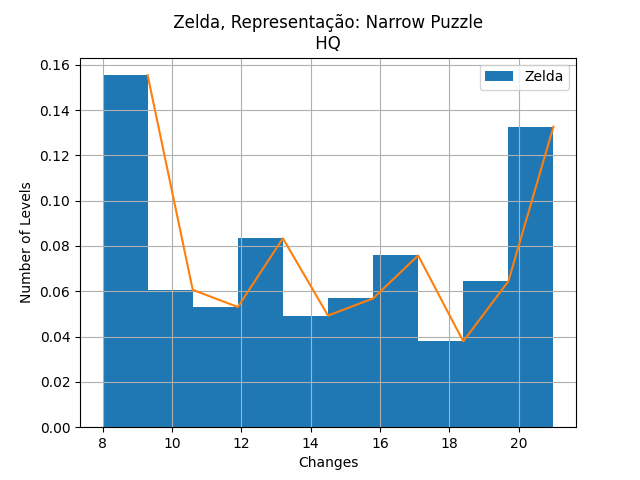 Zelda, Representação: Narrow Puzzle
HQ
Zelda
Number of Levels
0.16
0.14
0.12
0.10
0.08
0.06
0.04
0.02
0.00
8 10 12 14 16 18 20
Changes